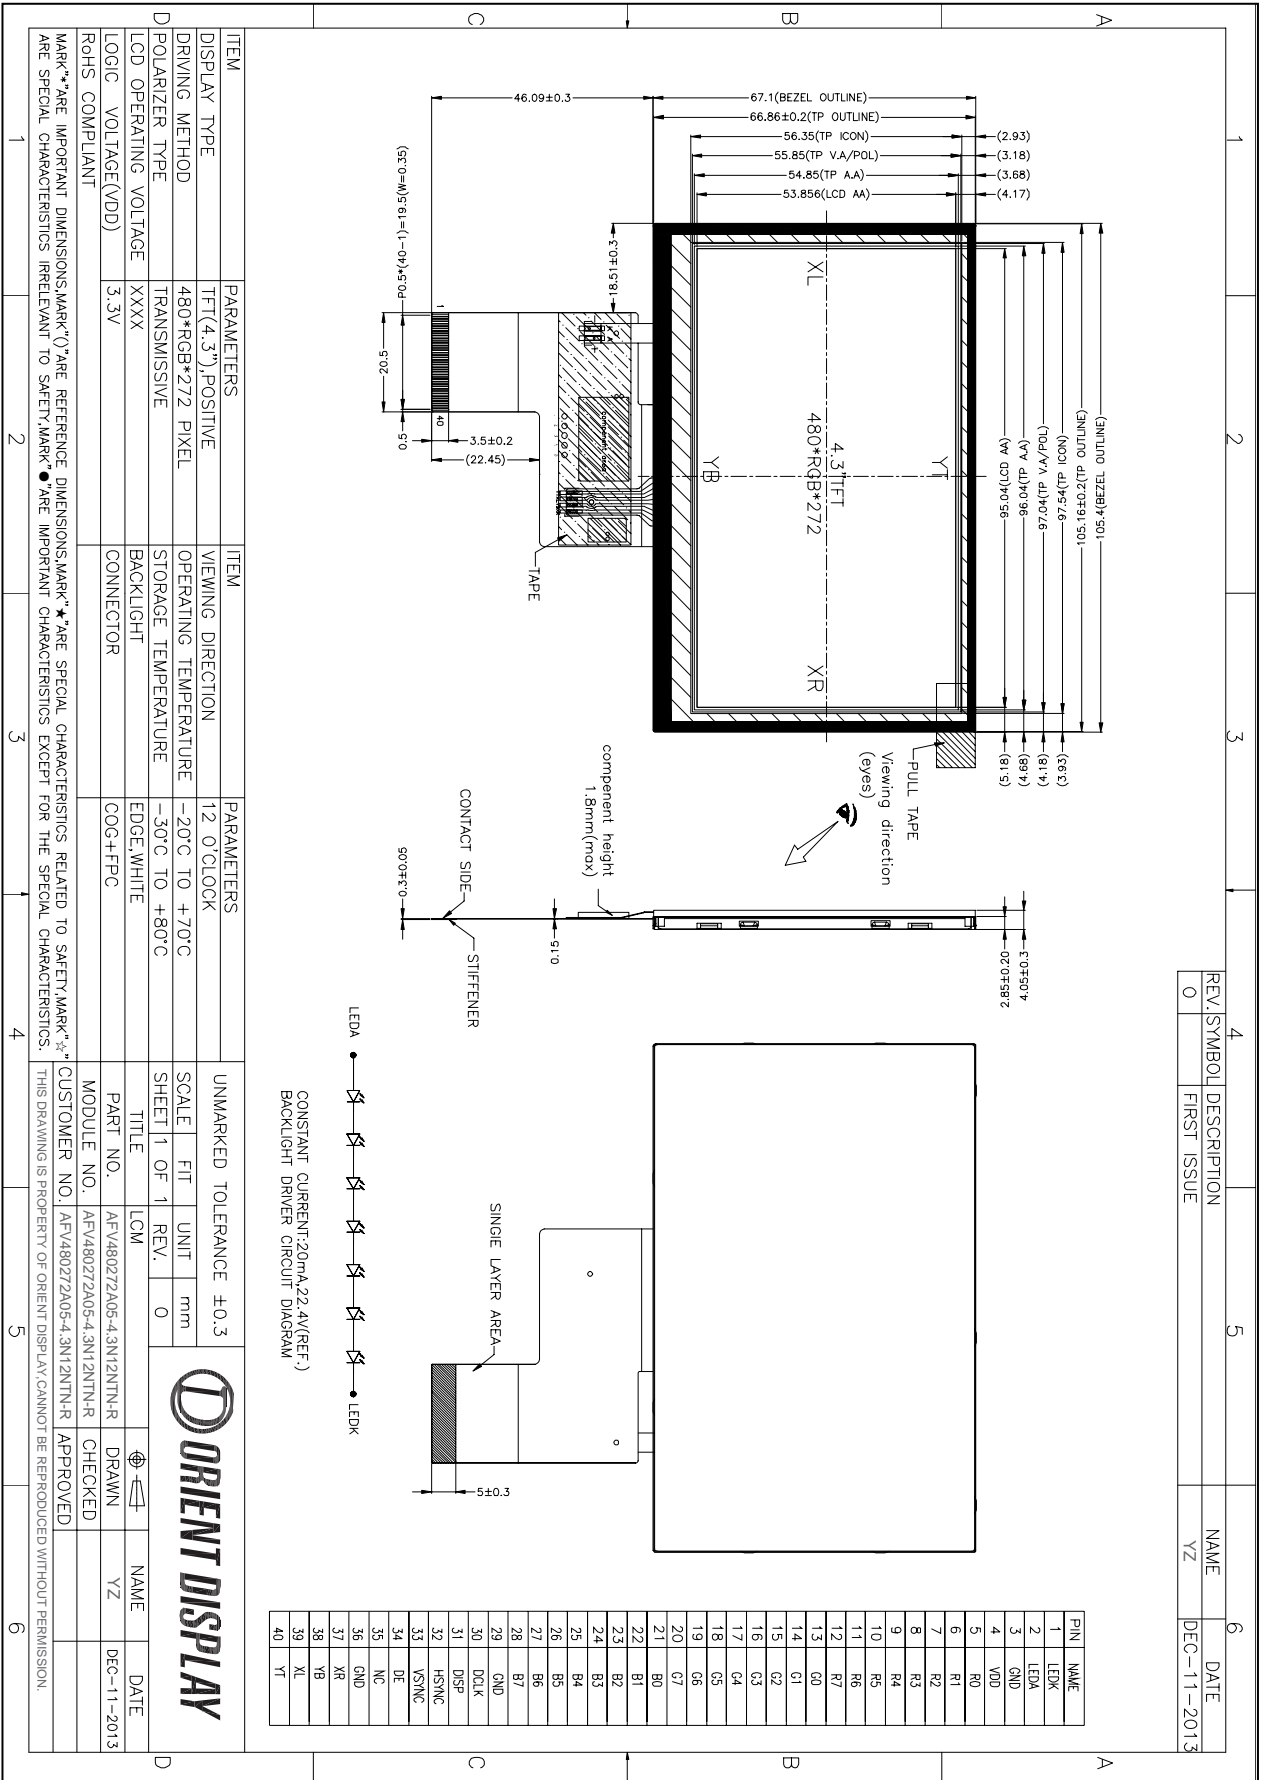 1
2
3
4
5
6
A
B
C
D
REV.
SYMBOL
DESCRIPTION
NAME
DATE
0
FIRST ISSUE
YZ
DEC-11-2013
105.4(BEZEL OUTLINE)
105.16±0.2(TP OUTLINE)
97.54(TP ICON)
(3.93)
97.04(TP V.A/POL)
(4.18)
96.04(TP A.A)
(4.68)
95.04(LCD AA)
(5.18)
67.1(BEZEL OUTLINE)
66.86±0.2(TP OUTLINE)
56.35(TP ICON)
(2.93)
55.85(TP V.A/POL)
(3.18)
54.85(TP A.A)
(3.68)
53.856(LCD AA)
(4.17)
46.09±0.3
YT
XL
4.3"TFT
480*RGB*272
XR
YB
PULL TAPE
Viewing direction
(eyes)
18.51±0.3
component area
TAPE
1
40
P0.5*(40-1)=19.5(W=0.35)
0.5
20.5
3.5±0.2
(22.45)
4.05±0.3
2.85±0.20
compenent height
1.8mm(max)
0.15
CONTACT SIDE
STIFFENER
0.3±0.05
SINGlE LAYER AREA
5±0.3
LEDA
LEDK
CONSTANT CURRENT:20mA,22.4V(REF.)
BACKLIGHT DRIVER CIRCUIT DIAGRAM
PIN NAME
1 LEDK
2 LEDA
3 GND
4 VDD
5 R0
6 R1
7 R2
8 R3
9 R4
10 R5
11 R6
12 R7
13 G0
14 G1
15 G2
16 G3
17 G4
18 G5
19 G6
20 G7
21 B0
22 B1
23 B2
24 B3
25 B4
26 B5
27 B6
28 B7
29 GND
30 DCLK
31 DISP
32 HSYNC
33 VSYNC
34 DE
35 NC
36 GND
37 XR
38 YB
39 XL
40 YT
ITEM PARAMETERS ITEM PARAMETERS
DISPLAY TYPE TFT(4.3"),POSITIVE VIEWING DIRECTION 12 O'CLOCK
DRIVING METHOD 480*RGB*272 PIXEL OPERATING TEMPERATURE -20°C TO +70°C
POLARIZER TYPE TRANSMISSIVE STORAGE TEMPERATURE -30°C TO +80°C
LCD OPERATING VOLTAGE XXXX BACKLIGHT EDGE,WHITE
LOGIC VOLTAGE(VDD) 3.3V CONNECTOR COG+FPC
RoHS COMPLIANT
MARK"*"ARE IMPORTANT DIMENSIONS,MARK"()"ARE REFERENCE DIMENSIONS,MARK"★"ARE SPECIAL CHARACTERISTICS RELATED TO SAFETY,MARK"☆"
ARE SPECIAL CHARACTERISTICS IRRELEVANT TO SAFETY,MARK"●"ARE IMPORTANT CHARACTERISTICS EXCEPT FOR THE SPECIAL CHARACTERISTICS.
UNMARKED TOLERANCE ±0.3
SCALE FIT UNIT mm
SHEET 1 OF 1 REV. 0
ORIENT DISPLAY
TITLE LCM NAME DATE
PART NO. AFV480272A05-4.3N12NTN-R DRAWN YZ DEC-11-2013
MODULE NO. AFV480272A05-4.3N12NTN-R CHECKED
CUSTOMER NO. AFV480272A05-4.3N12NTN-R APPROVED
THIS DRAWING IS PROPERTY OF ORIENT DISPLAY,CANNOT BE REPRODUCED WITHOUT PERMISSION.
1
2
3
4
5
6
A
B
C
D